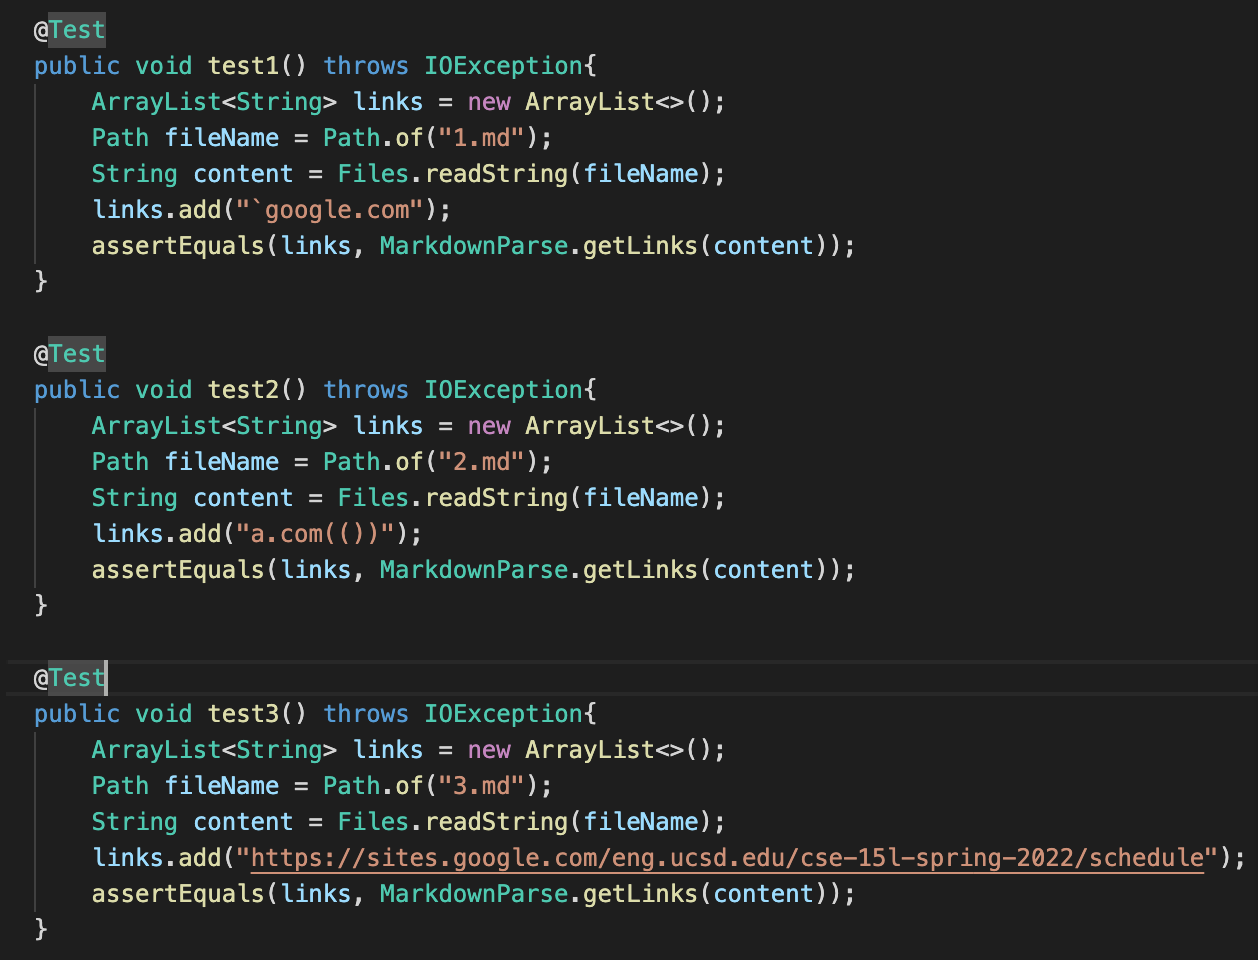 @Test
public void test1() throws IOException{
    ArrayList<String> links = new ArrayList<>();
    Path fileName = Path.of("1.md");
    String content = Files.readString(fileName);
    links.add("`google.com");
    assertEquals(links, MarkdownParse.getLinks(content));
}
@Test
public void test2() throws IOException{
    ArrayList<String> links = new ArrayList<>();
    Path fileName = Path.of("2.md");
    String content = Files.readString(fileName);
    links.add("a.com(())");
    assertEquals(links, MarkdownParse.getLinks(content));
}
@Test
public void test3() throws IOException{
    ArrayList<String> links = new ArrayList<>();
    Path fileName = Path.of("3.md");
    String content = Files.readString(fileName);
    links.add("https://sites.google.com/eng.ucsd.edu/cse-15l-spring-2022/schedule");
    assertEquals(links, MarkdownParse.getLinks(content));
}